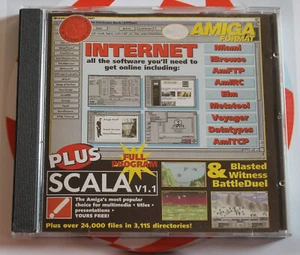 AMIGA
FORMAT
INTERNET
all the software you'll need to
get online including:
Miami
IBrowse
AmFTP
AmIRC
Elm
Metatool
Voyager
Datatypes
AmiTCP
PLUS
FULL
PROGRAM
SCALA V1.1
The Amiga's most popular
choice for multimedia • titles •
presentations •
YOURS FREE!
& Blasted
Witness
BattleDuel
Plus over 24,000 files in 3,115 directories!